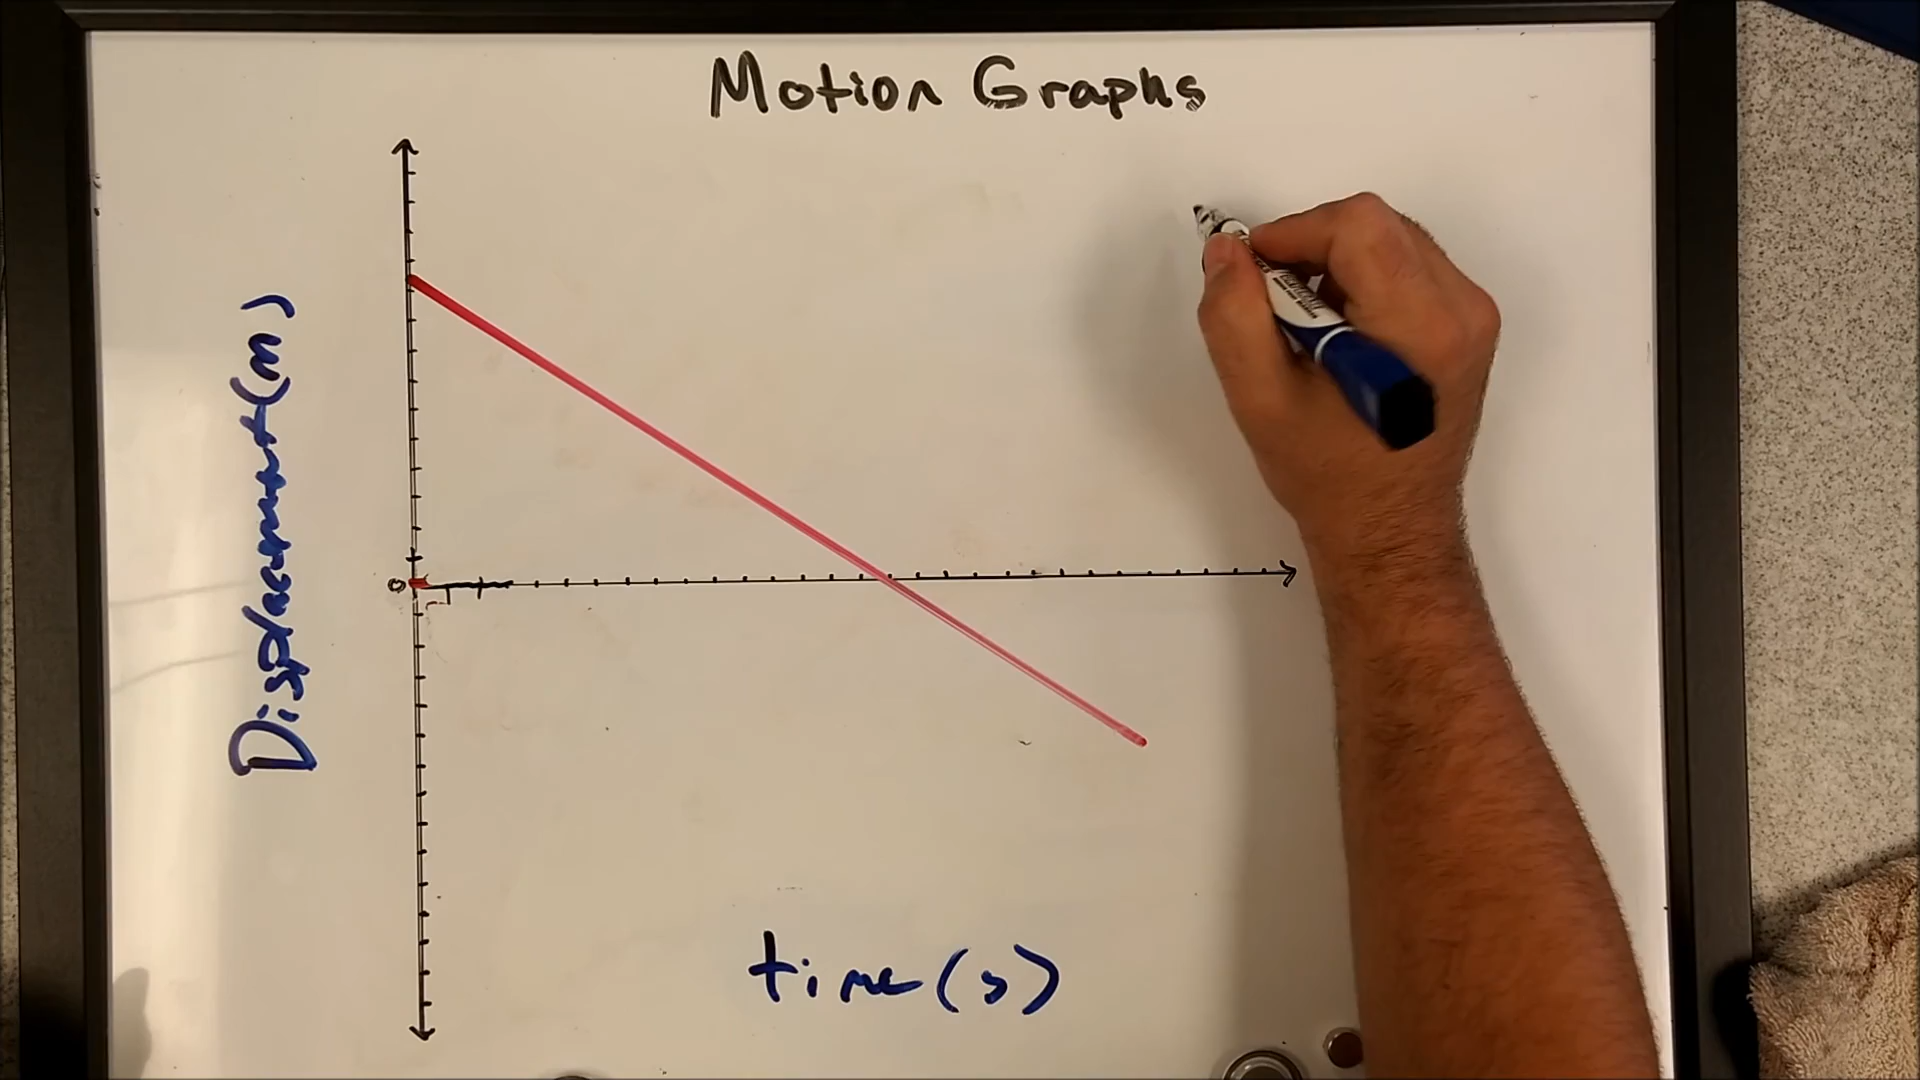 Motion Graphs
Displacement (m)
0
time (s)